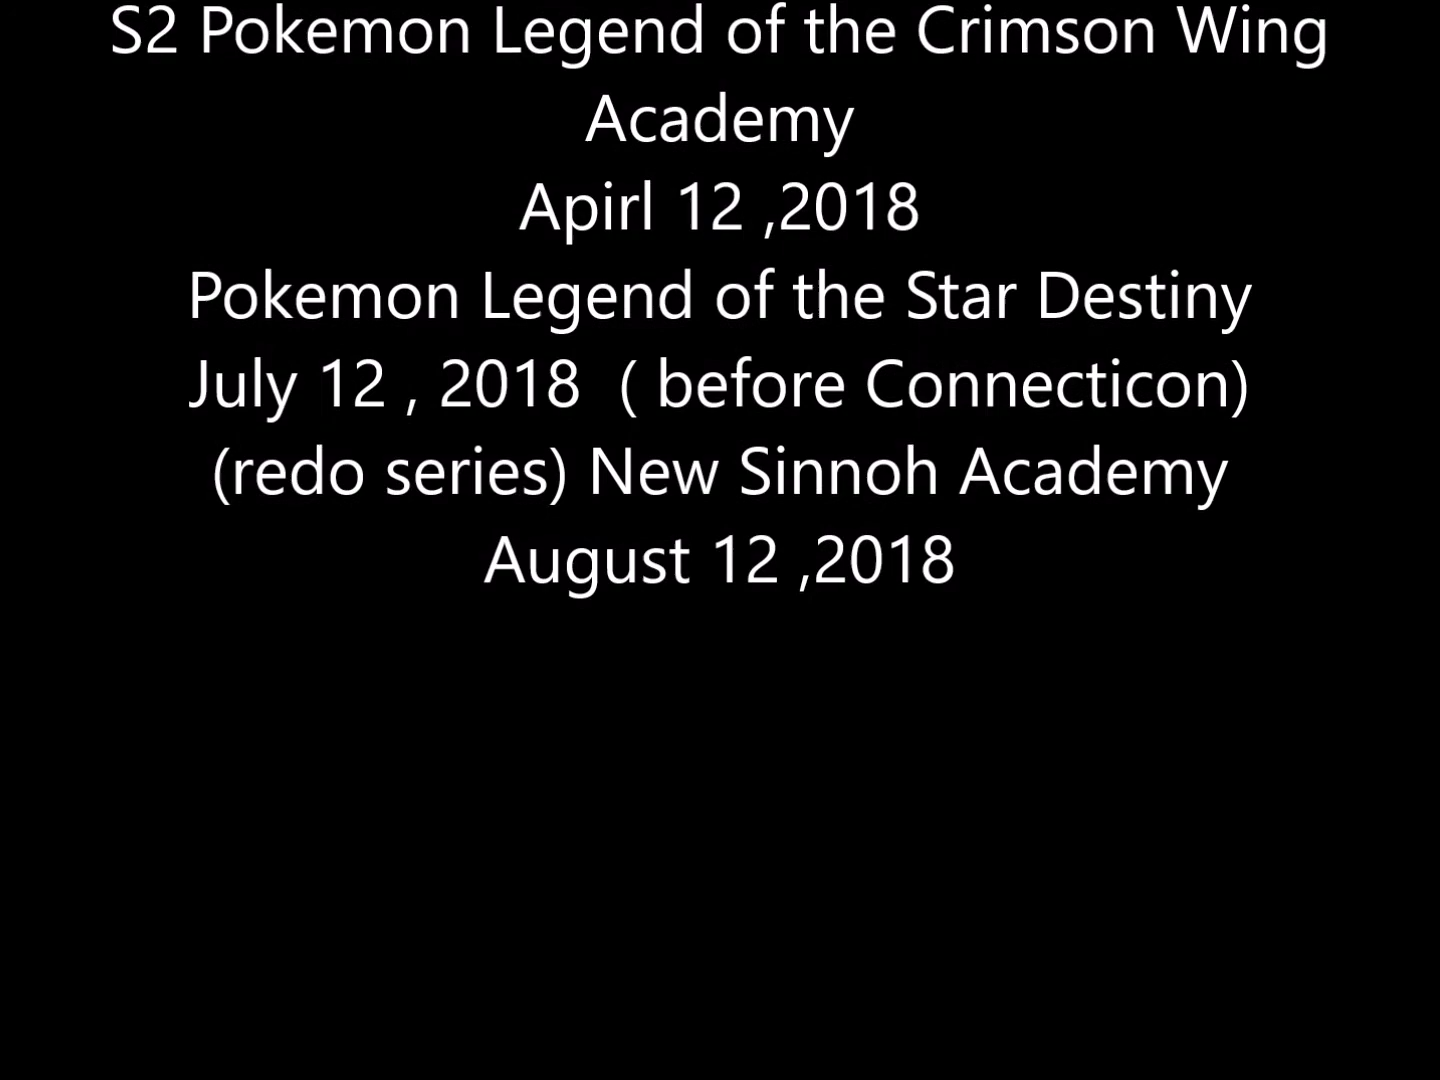 S2 Pokemon Legend of the Crimson Wing
Academy
Apirl 12 ,2018
Pokemon Legend of the Star Destiny
July 12 , 2018  ( before Connecticon)
(redo series) New Sinnoh Academy
August 12 ,2018